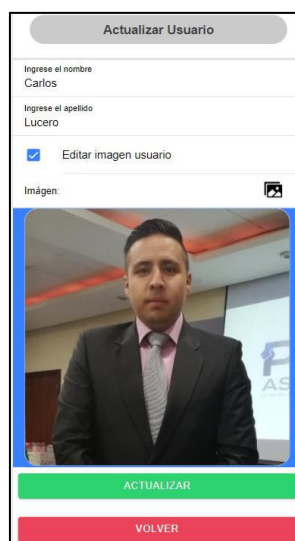 Actualizar Usuario
Ingrese el nombre
Carlos
Ingrese el apellido
Lucero
Editar imagen usuario
Imágen:
ACTUALIZAR
VOLVER